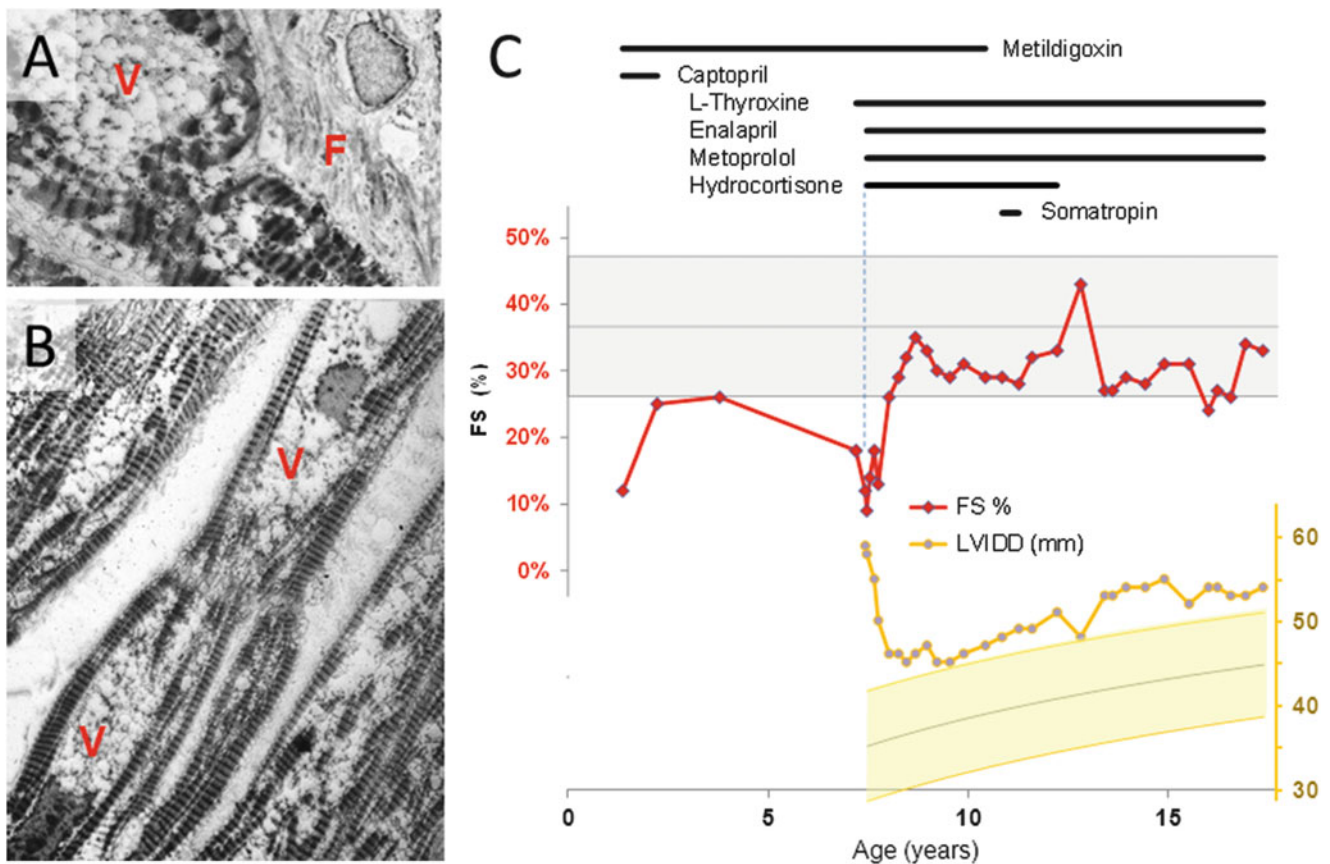 A
V
F
B
V
V
C
Metildigoxin
Captopril
L-Thyroxine
Enalapril
Metoprolol
Hydrocortisone
Somatropin
50%
40%
30%
20%
10%
0%
FS (%)
FS %
LVIDD (mm)
60
50
40
30
0 5 10 15
Age (years)